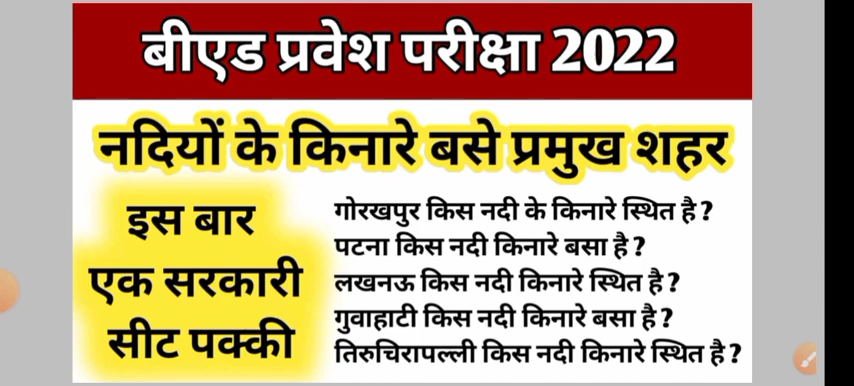 बीएड प्रवेश परीक्षा 2022
नदियों के किनारे बसे प्रमुख शहर
इस बार
एक सरकारी
सीट पक्की
गोरखपुर किस नदी के किनारे स्थित है ?
पटना किस नदी किनारे बसा है ?
लखनऊ किस नदी किनारे स्थित है ?
गुवाहाटी किस नदी किनारे बसा है ?
तिरुचिरापल्ली किस नदी किनारे स्थित है ?